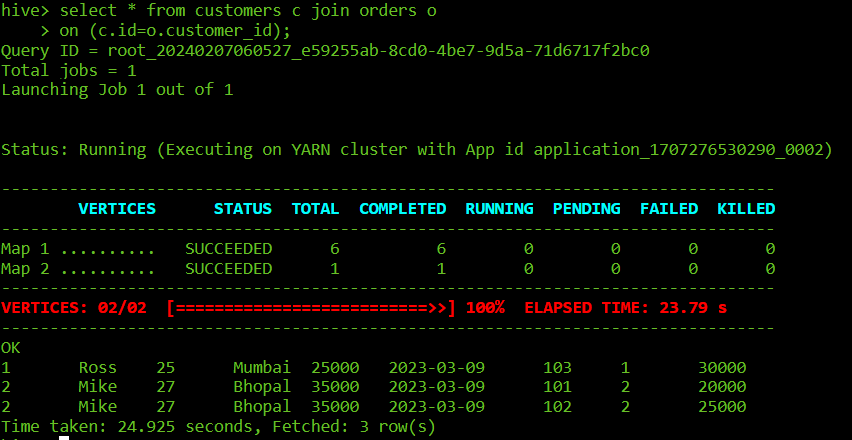 hive> select * from customers c join orders o
    > on (c.id=o.customer_id);
Query ID = root_20240207060527_e59255ab-8cd0-4be7-9d5a-71d6717f2bc0
Total jobs = 1
Launching Job 1 out of 1
Status: Running (Executing on YARN cluster with App id application_1707276530290_0002)
--------------------------------------------------------------------------------
        VERTICES      STATUS  TOTAL  COMPLETED  RUNNING  PENDING  FAILED  KILLED
--------------------------------------------------------------------------------
Map 1 ..........   SUCCEEDED      6          6        0        0       0       0
Map 2 ..........   SUCCEEDED      1          1        0        0       0       0
--------------------------------------------------------------------------------
VERTICES: 02/02  [==========================>>] 100%  ELAPSED TIME: 23.79 s
--------------------------------------------------------------------------------
OK
1       Ross    25      Mumbai  25000   2023-03-09      103     1       30000
2       Mike    27      Bhopal  35000   2023-03-09      101     2       20000
2       Mike    27      Bhopal  35000   2023-03-09      102     2       25000
Time taken: 24.925 seconds, Fetched: 3 row(s)